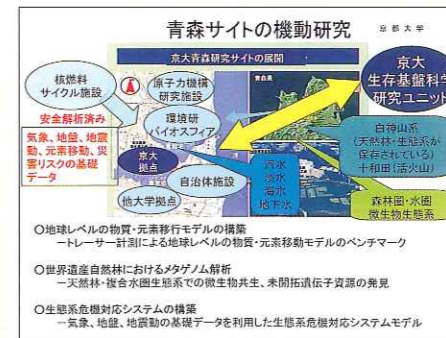 青森サイトの機動研究
京都大学
京大青森研究サイトの展開
核燃料
サイクル施設
原子力機構
研究施設
青森県
京大
生存基盤科学
研究ユニット
安全解析済み
環境研
バイオスフィア
気象、地盤、地震
動、元素移動、災
害リスクの基礎
データ
京大
拠点
自治体施設
他大学拠点
汽水
淡水
海水
地下水
白神山系
(天然林・生態系が
保存されている)
十和田(活火山)
森林圏・水圏
微生物生態系
〇地球レベルの物質・元素移行モデルの構築
―トレーサー計測による地球レベルの物質・元素移動モデルのベンチマーク
〇世界遺産自然林におけるメタゲノム解析
―天然林・複合水圏生態系での微生物共生、未開拓遺伝子資源の発見
〇生態系危機対応システムの構築
―気象、地盤、地震動の基礎データを利用した生態系危機対応システムモデル